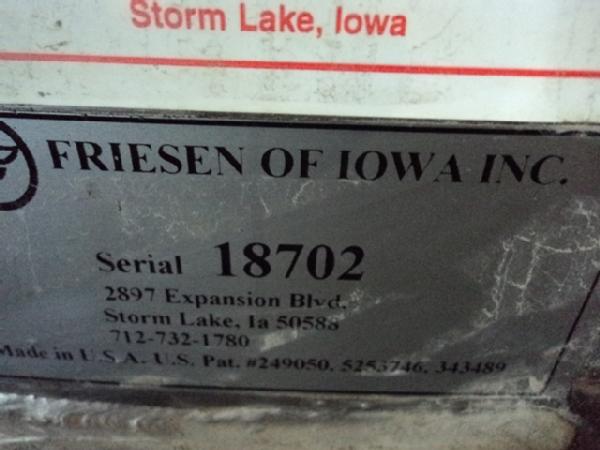 Storm Lake, Iowa
FRIESEN OF IOWA INC.
Serial 18702
2897 Expansion Blvd.
Storm Lake, Ia 50588
712-732-1780
Made in U.S.A. U.S. Pat. #249050, 5253746, 343489